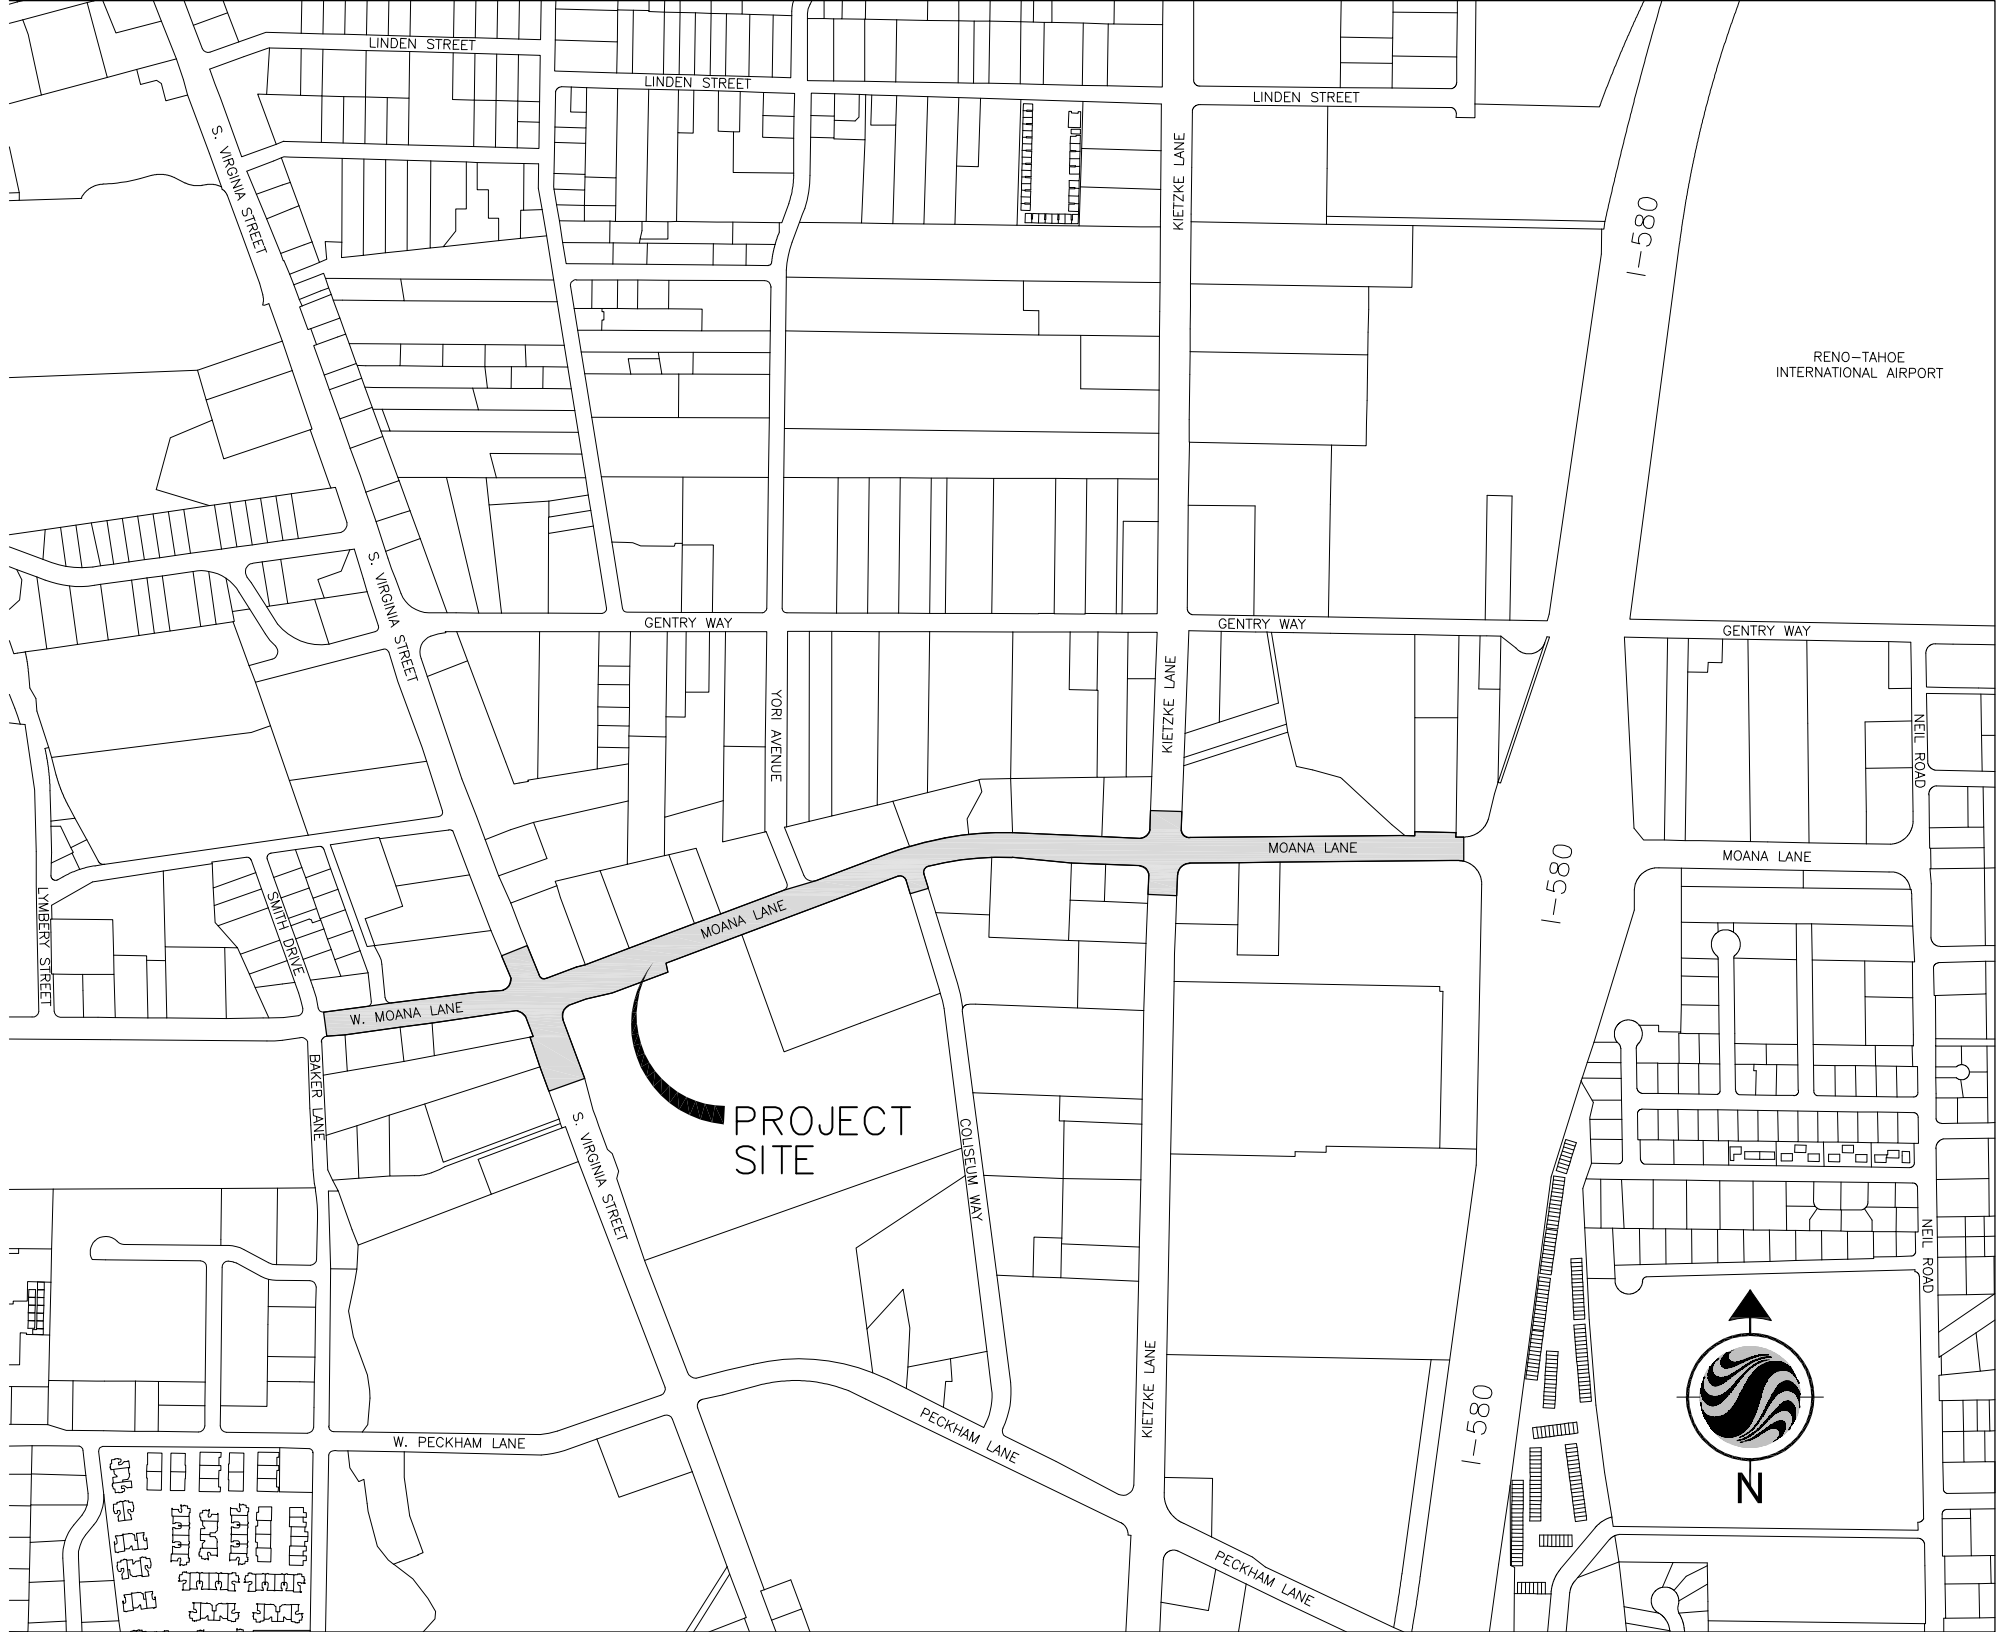 LINDEN STREET
LINDEN STREET
LINDEN STREET
S. VIRGINIA STREET
KIETZKE LANE
I-580
RENO-TAHOE
INTERNATIONAL AIRPORT
S. VIRGINIA STREET
GENTRY WAY
GENTRY WAY
GENTRY WAY
YORI AVENUE
KIETZKE LANE
NEIL ROAD
MOANA LANE
MOANA LANE
I-580
LYMBERY STREET
SMITH DRIVE
MOANA LANE
W. MOANA LANE
BAKER LANE
PROJECT
SITE
S. VIRGINIA STREET
COLISEUM WAY
NEIL ROAD
KIETZKE LANE
I-580
W. PECKHAM LANE
PECKHAM LANE
N
PECKHAM LANE